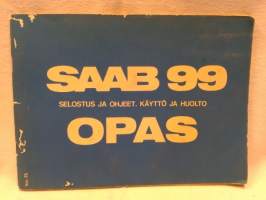 SAAB 99
SELOSTUS JA OHJEET. KÄYTTÖ JA HUOLTO
OPAS